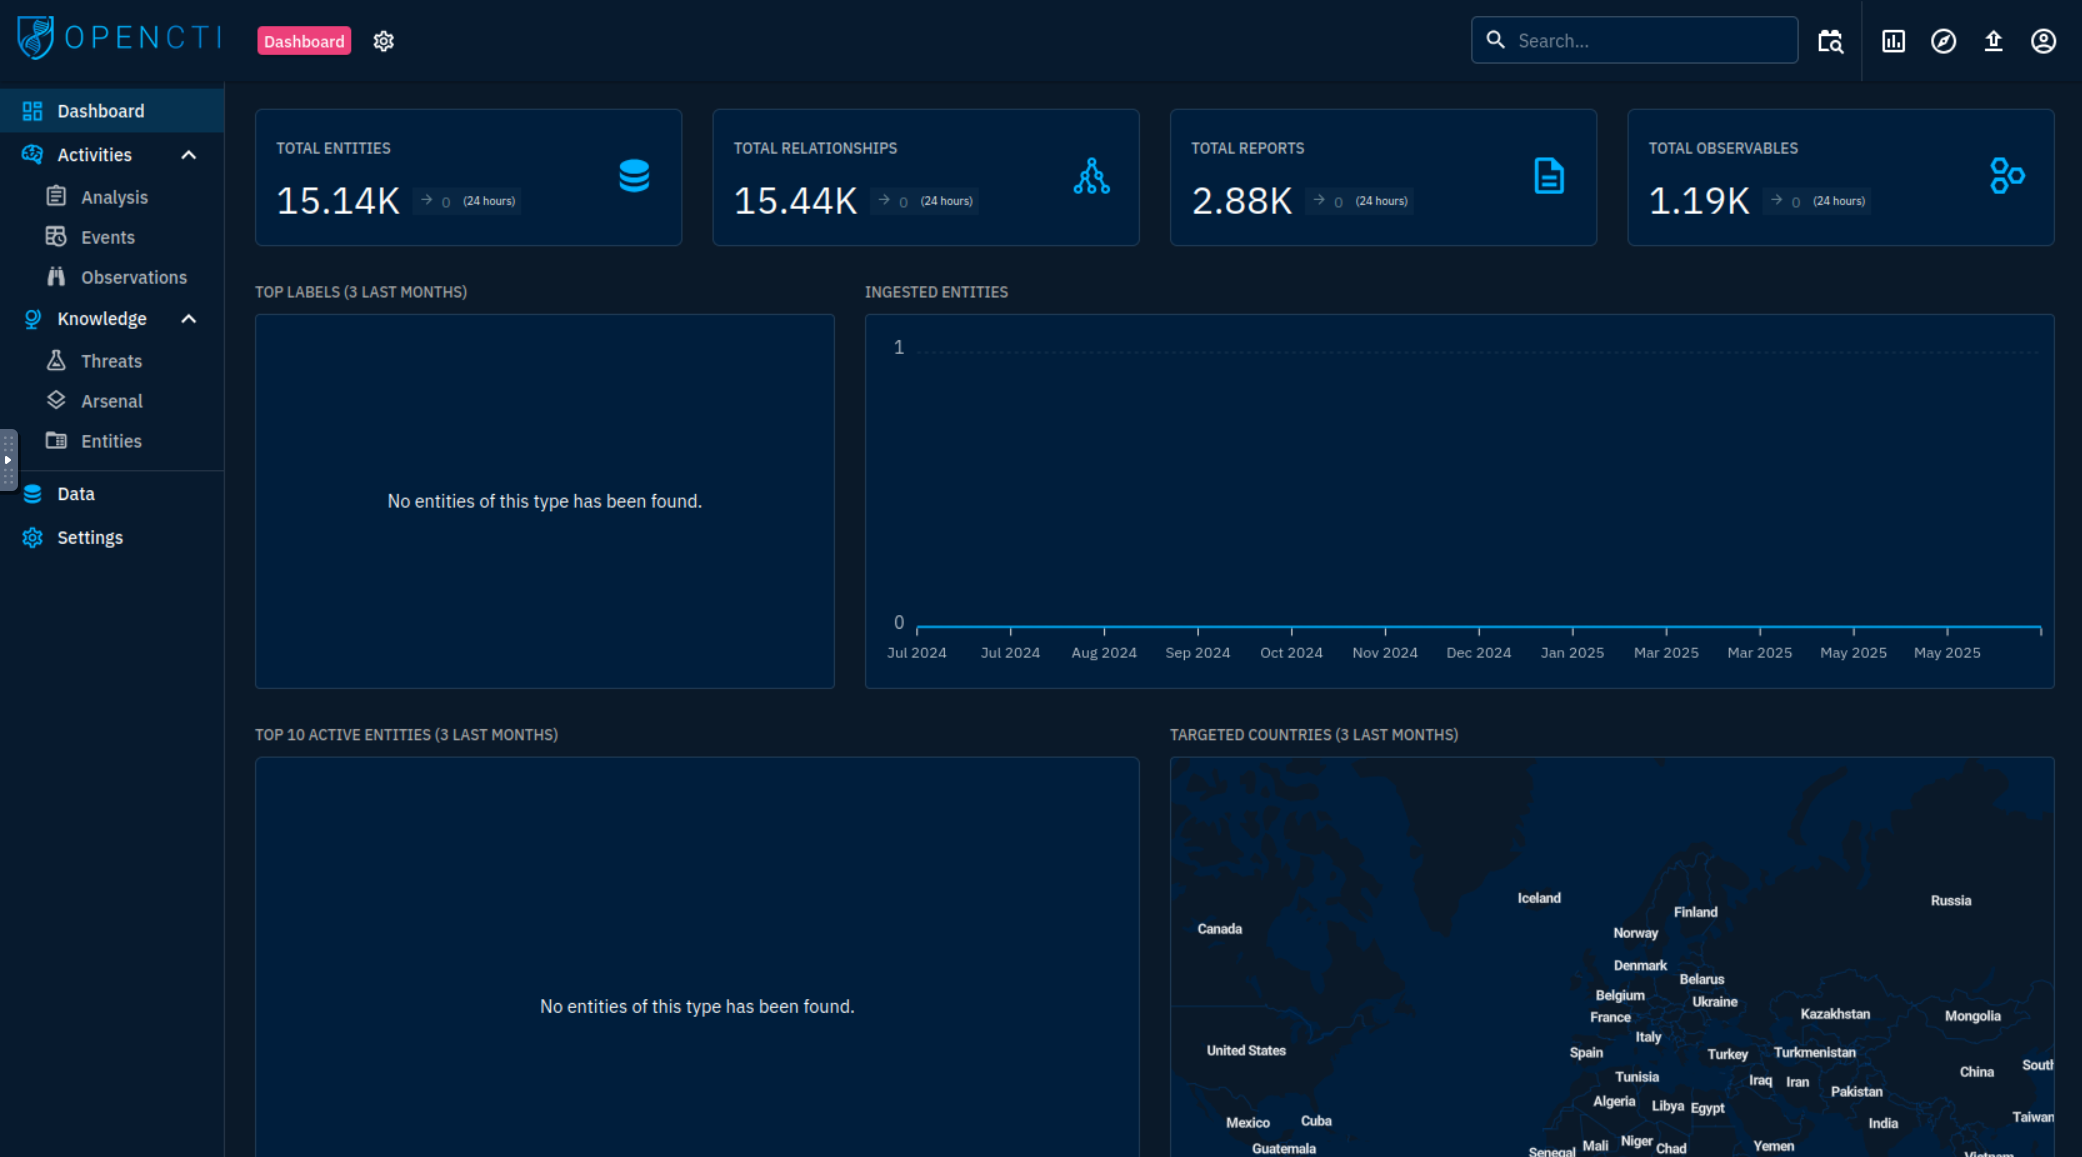 OPENCTI
Dashboard
Search...
Dashboard
Activities
Analysis
Events
Observations
Knowledge
Threats
Arsenal
Entities
Data
Settings
TOTAL ENTITIES
15.14K 0 (24 hours)
TOTAL RELATIONSHIPS
15.44K 0 (24 hours)
TOTAL REPORTS
2.88K 0 (24 hours)
TOTAL OBSERVABLES
1.19K 0 (24 hours)
TOP LABELS (3 LAST MONTHS)
No entities of this type has been found.
INGESTED ENTITIES
1
0
Jul 2024 Jul 2024 Aug 2024 Sep 2024 Oct 2024 Nov 2024 Dec 2024 Jan 2025 Mar 2025 Mar 2025 May 2025 May 2025
TOP 10 ACTIVE ENTITIES (3 LAST MONTHS)
No entities of this type has been found.
TARGETED COUNTRIES (3 LAST MONTHS)
Iceland
Russia
Finland
Canada
Norway
Denmark
Belarus
Belgium
Ukraine
France
Kazakhstan
Mongolia
Italy
United States
Spain
Turkey
Turkmenistan
South
China
Tunisia
Iraq
Iran
Pakistan
Algeria
Libya
Egypt
Taiwan
Mexico
Cuba
India
Guatemala
Senegal
Mali
Niger
Chad
Yemen
Vietnam